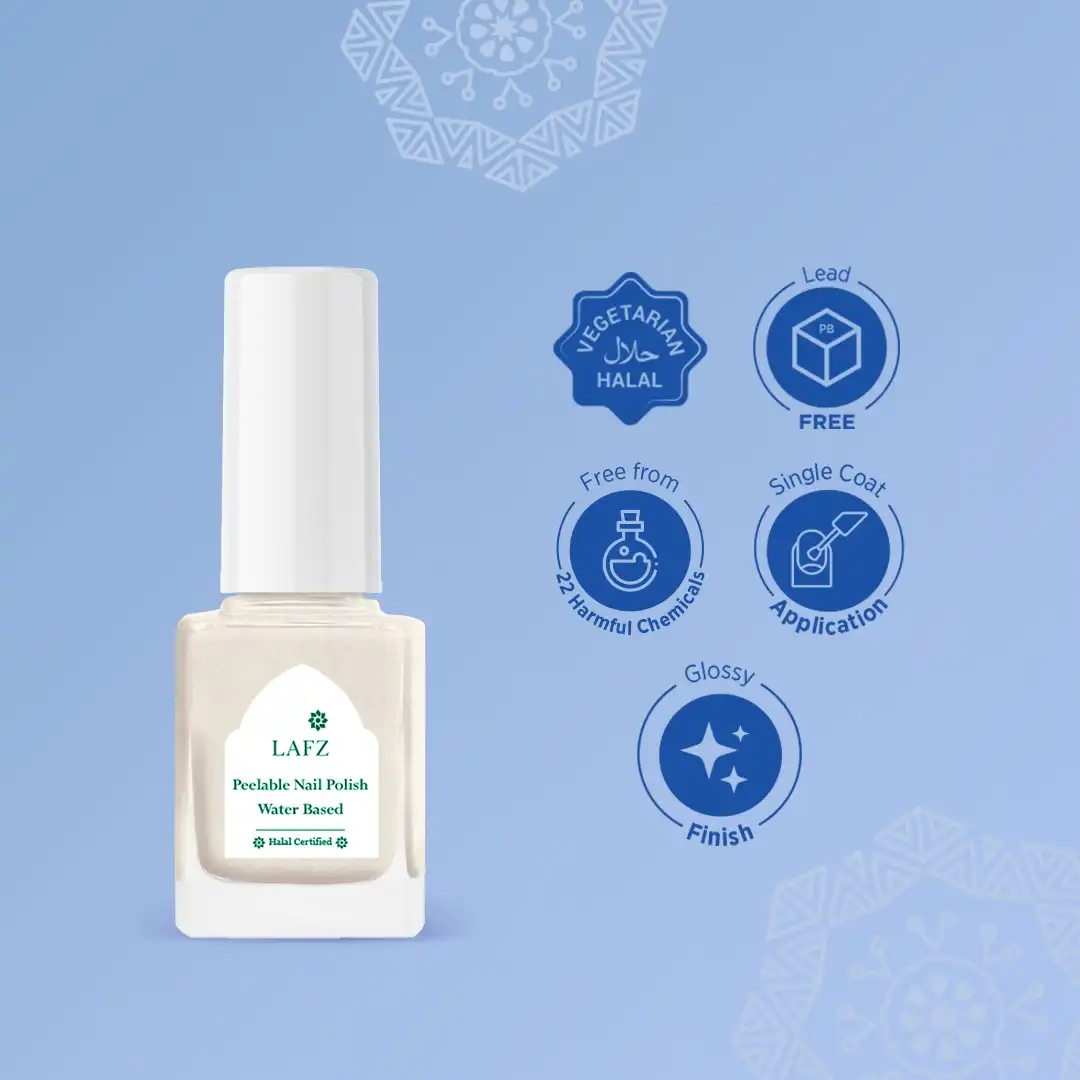 LAFZ
Peelable Nail Polish
Water Based
Halal Certified
VEGETARIAN
حلال
HALAL
Lead
PB
FREE
Free from
22 Harmful Chemicals
Single Coat
Application
Glossy
Finish